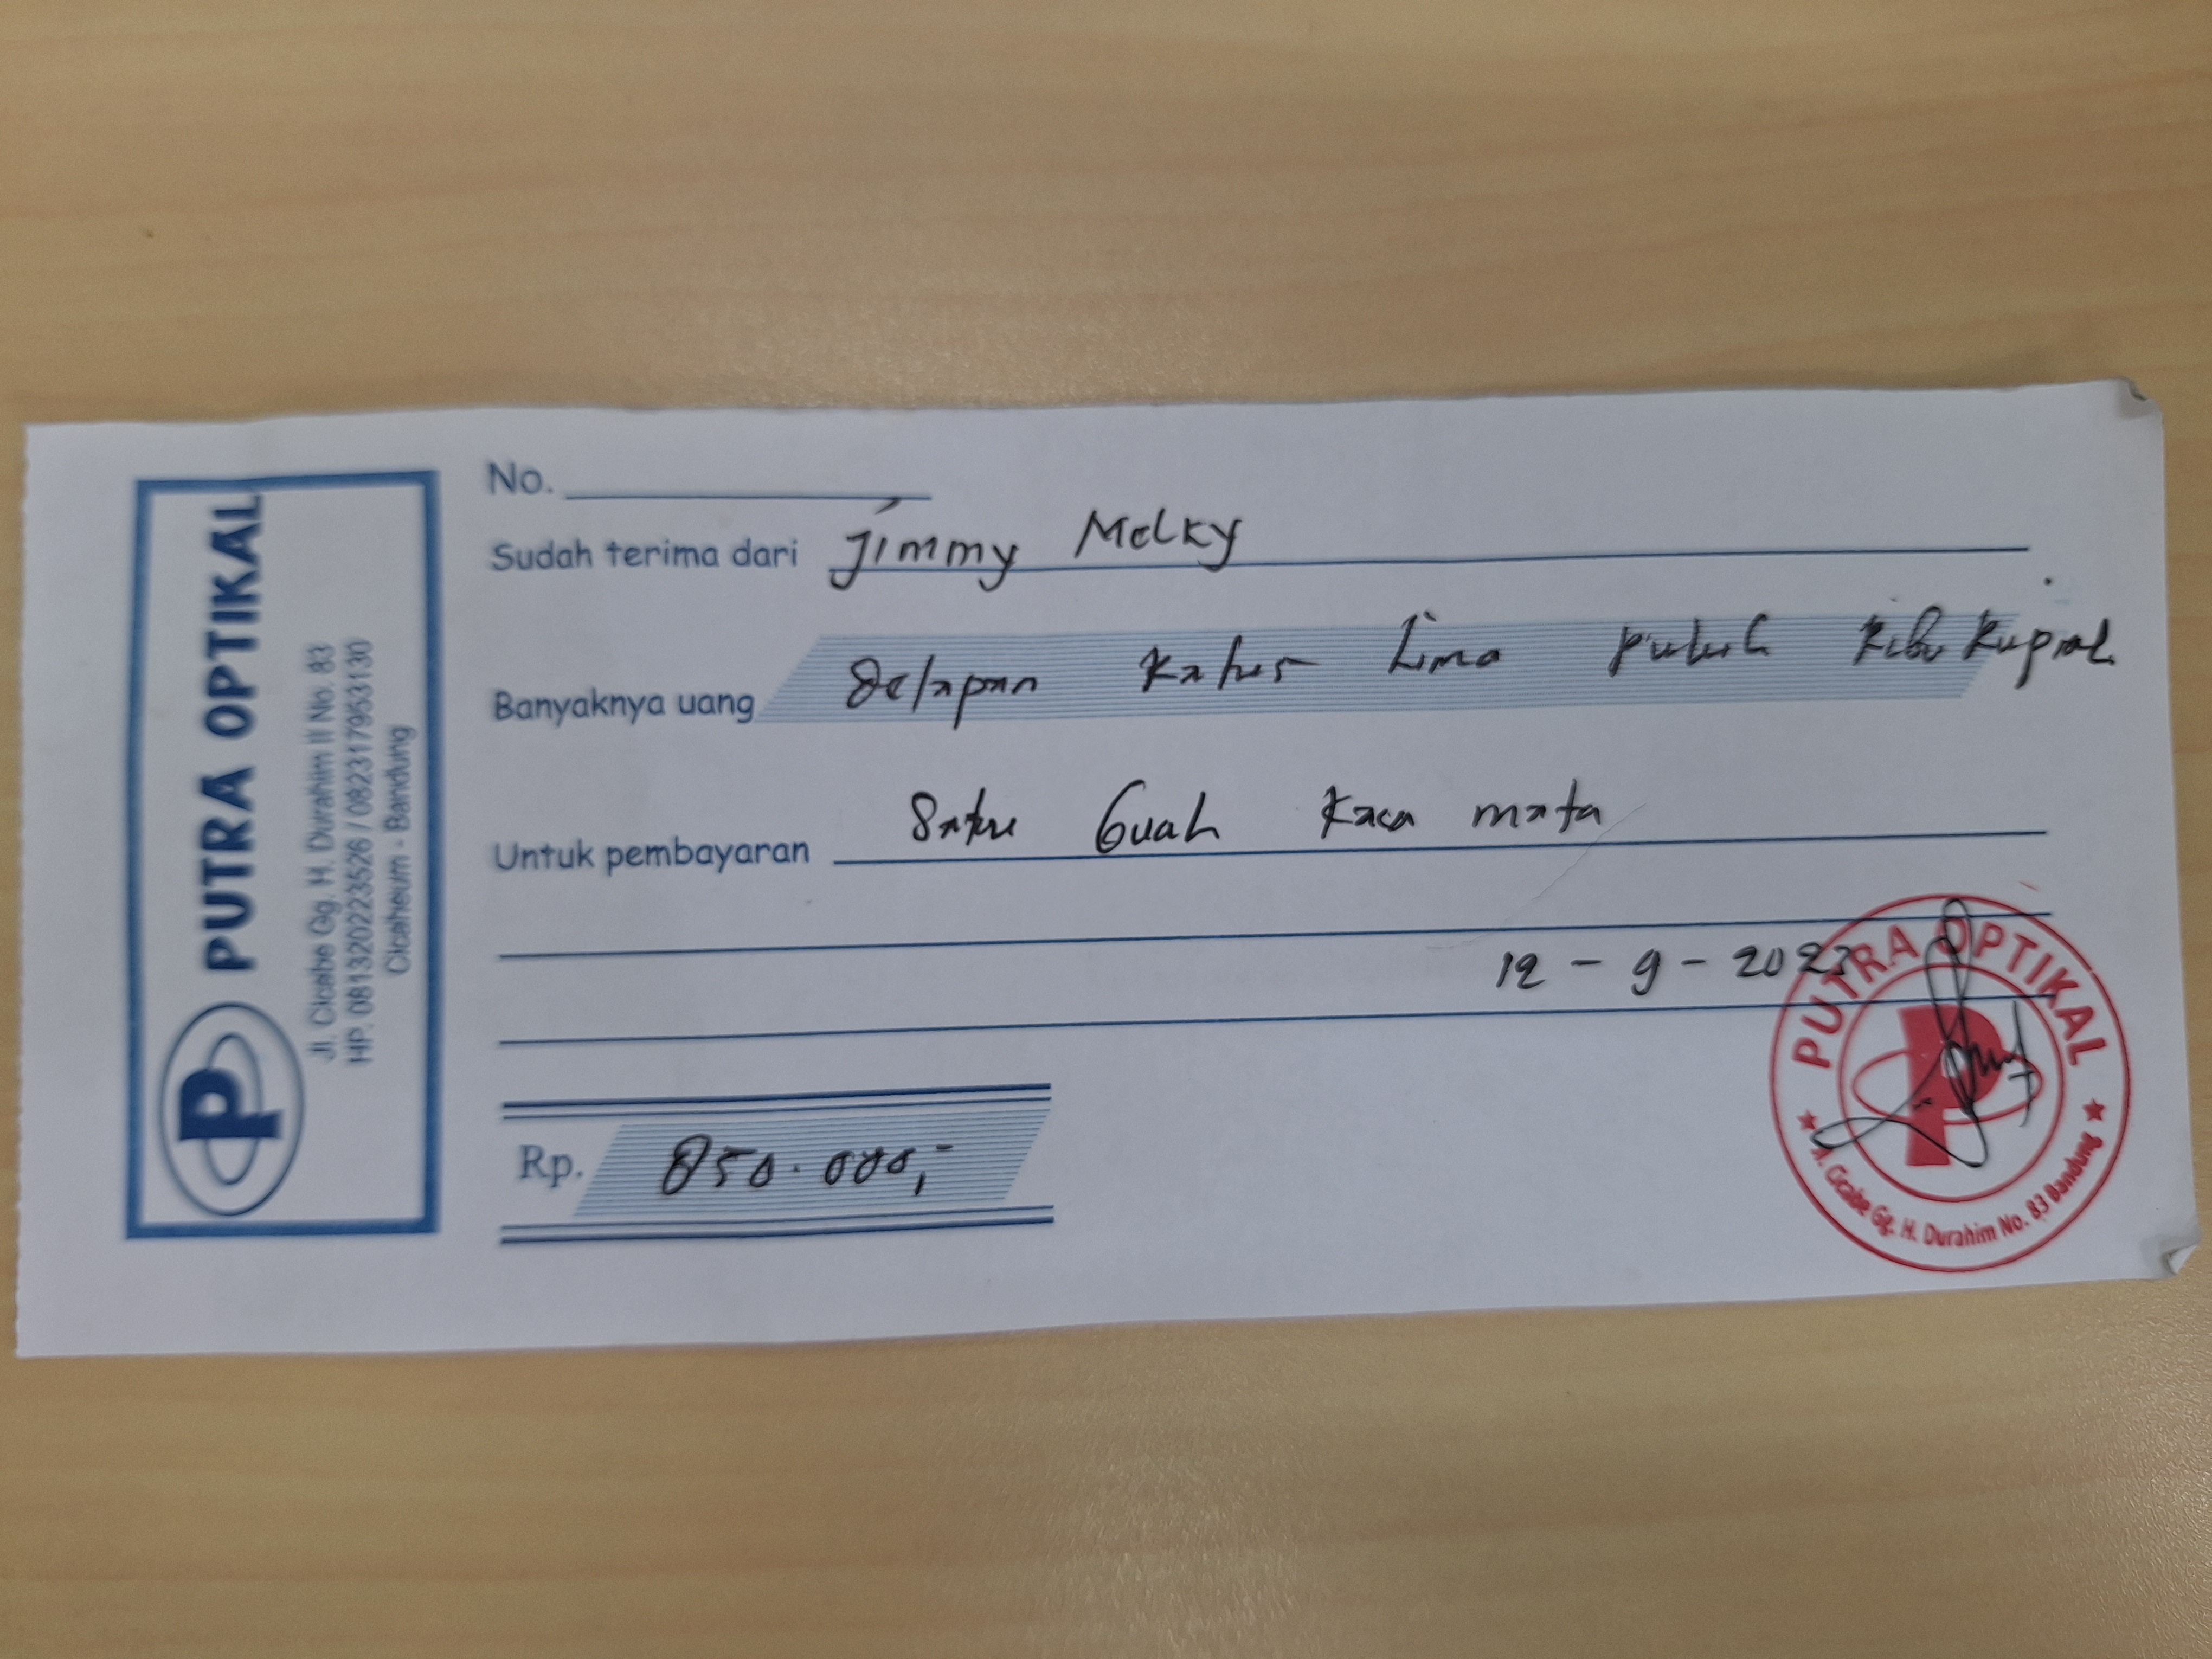 P PUTRA OPTIKAL
Jl. Cicabe Gg. H. Durahim II No. 83
HP. 081320223526 / 082317953130
Cicaheum - Bandung
No.
Sudah terima dari Jimmy Melky
Banyaknya uang Delapan Ratus Lima puluh Ribu Rupiah
Untuk pembayaran Satu buah Kaca mata
12 - 9 - 202
Rp. 850.000,-
PUTRA OPTIKAL
Cicabe Gg. H. Durahim No. 83 Bandung
P